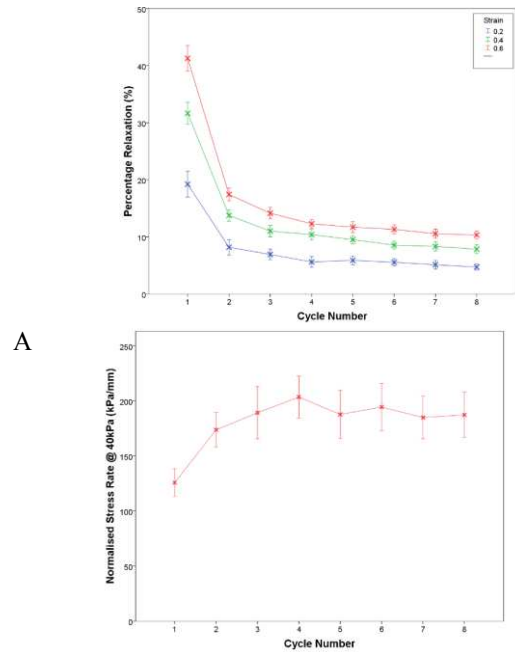 50
40
30
20
10
0
Percentage Relaxation (%)
Strain
0.2
0.4
0.6
1 2 3 4 5 6 7 8
Cycle Number
A
250
200
150
100
50
0
Normalised Stress Rate @ 40kPa (kPa/mm)
1 2 3 4 5 6 7 8
Cycle Number